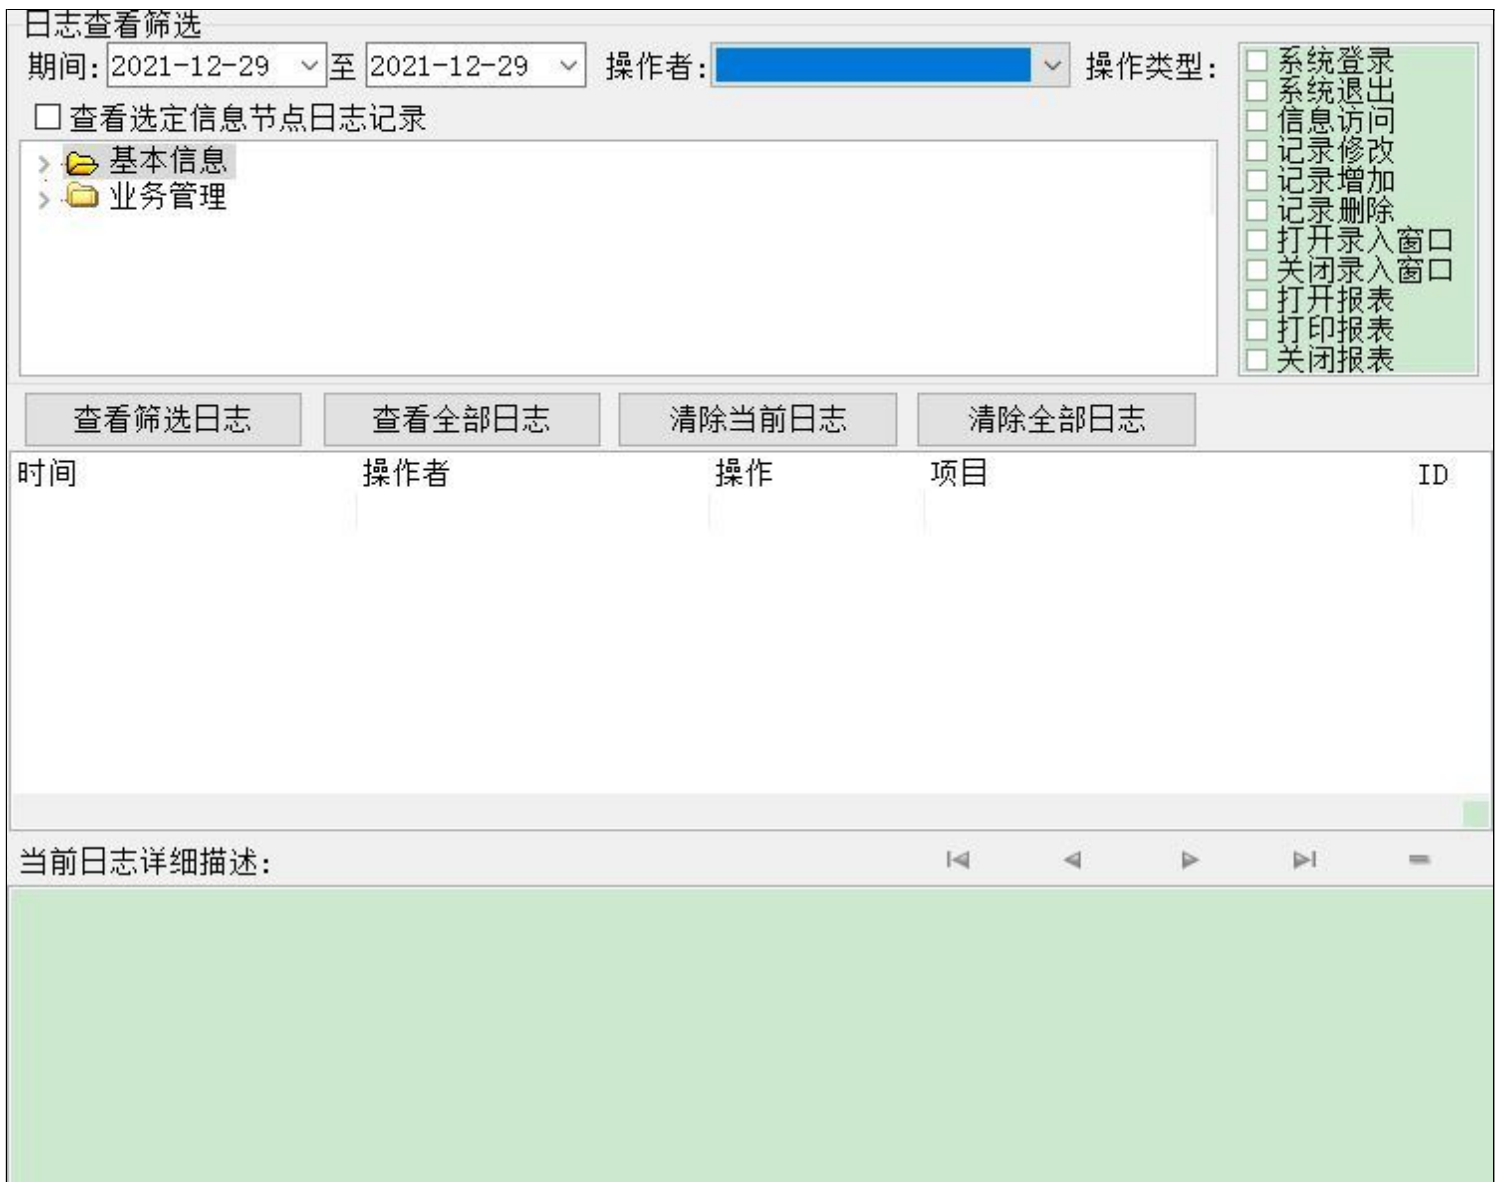 日志查看筛选
期间: 2021-12-29 至 2021-12-29 操作者: 操作类型:
系统登录
系统退出
信息访问
记录修改
记录增加
记录删除
打开录入窗口
关闭录入窗口
打开报表
打印报表
关闭报表
查看选定信息节点日志记录
基本信息
业务管理
查看筛选日志 查看全部日志 清除当前日志 清除全部日志
时间 操作者 操作 项目 ID
当前日志详细描述: